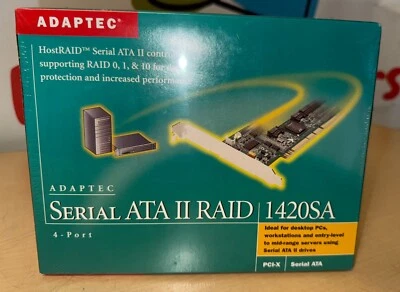 ADAPTEC
HostRAID™ Serial ATA II
supporting RAID 0, 1, & 10 for
protection and increased
ADAPTEC
SERIAL ATA II RAID 1420SA
4-Port
Ideal for desktop PCs,
workstations and entry-level
to mid-range servers using
Serial ATA II drives
PCI-X Serial ATA